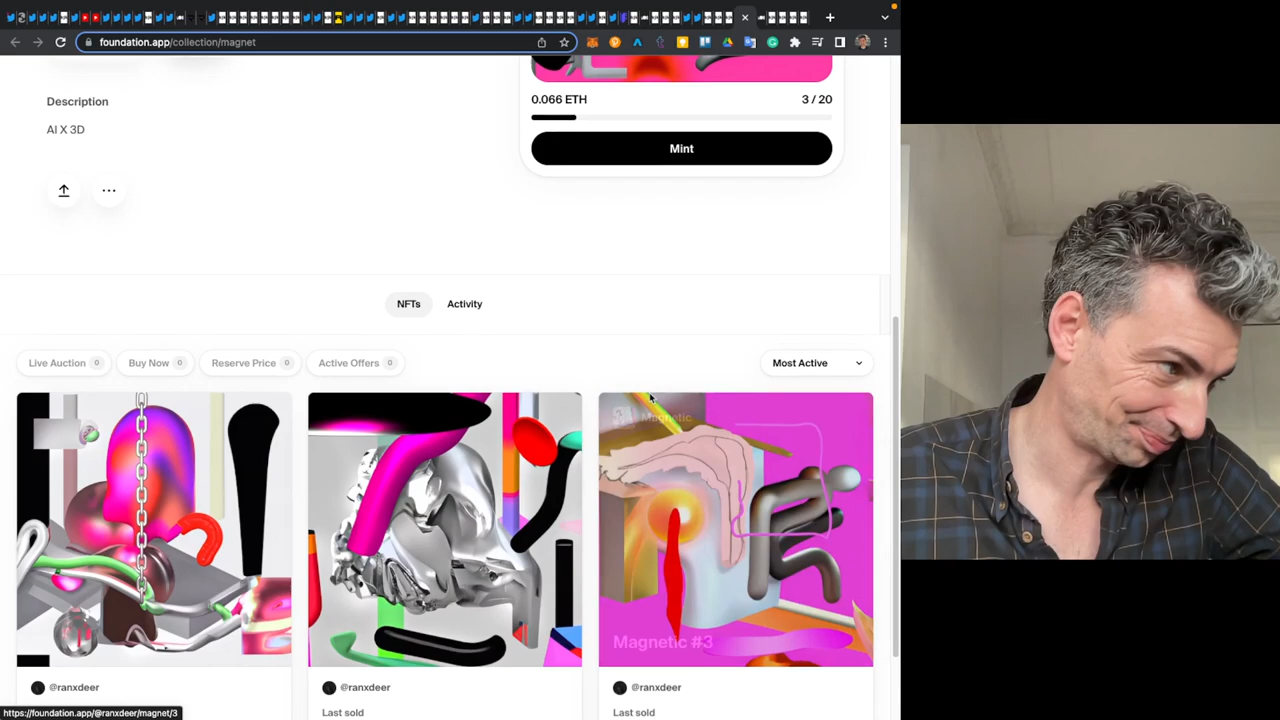 foundation.app/collection/magnet
Description
AI X 3D
0.066 ETH
3 / 20
Mint
NFTs
Activity
Live Auction 0
Buy Now 0
Reserve Price 0
Active Offers 0
Most Active
Magnetic
Magnetic #3
@ranxdeer
@ranxdeer
Last sold
@ranxdeer
Last sold
https://foundation.app/@ranxdeer/magnet/3